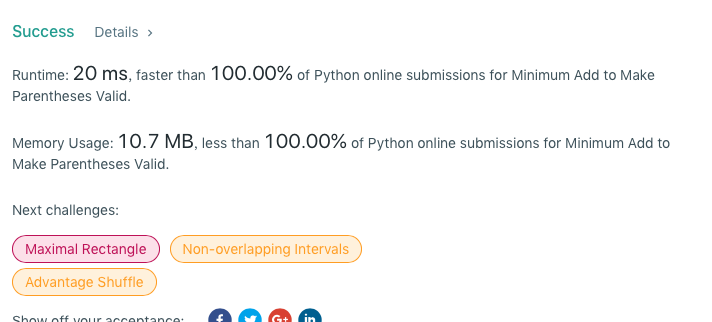 Success Details >
Runtime: 20 ms, faster than 100.00% of Python online submissions for Minimum Add to Make
Parentheses Valid.
Memory Usage: 10.7 MB, less than 100.00% of Python online submissions for Minimum Add to
Make Parentheses Valid.
Next challenges:
Maximal Rectangle Non-overlapping Intervals
Advantage Shuffle
Show off your acceptance: f G+ in